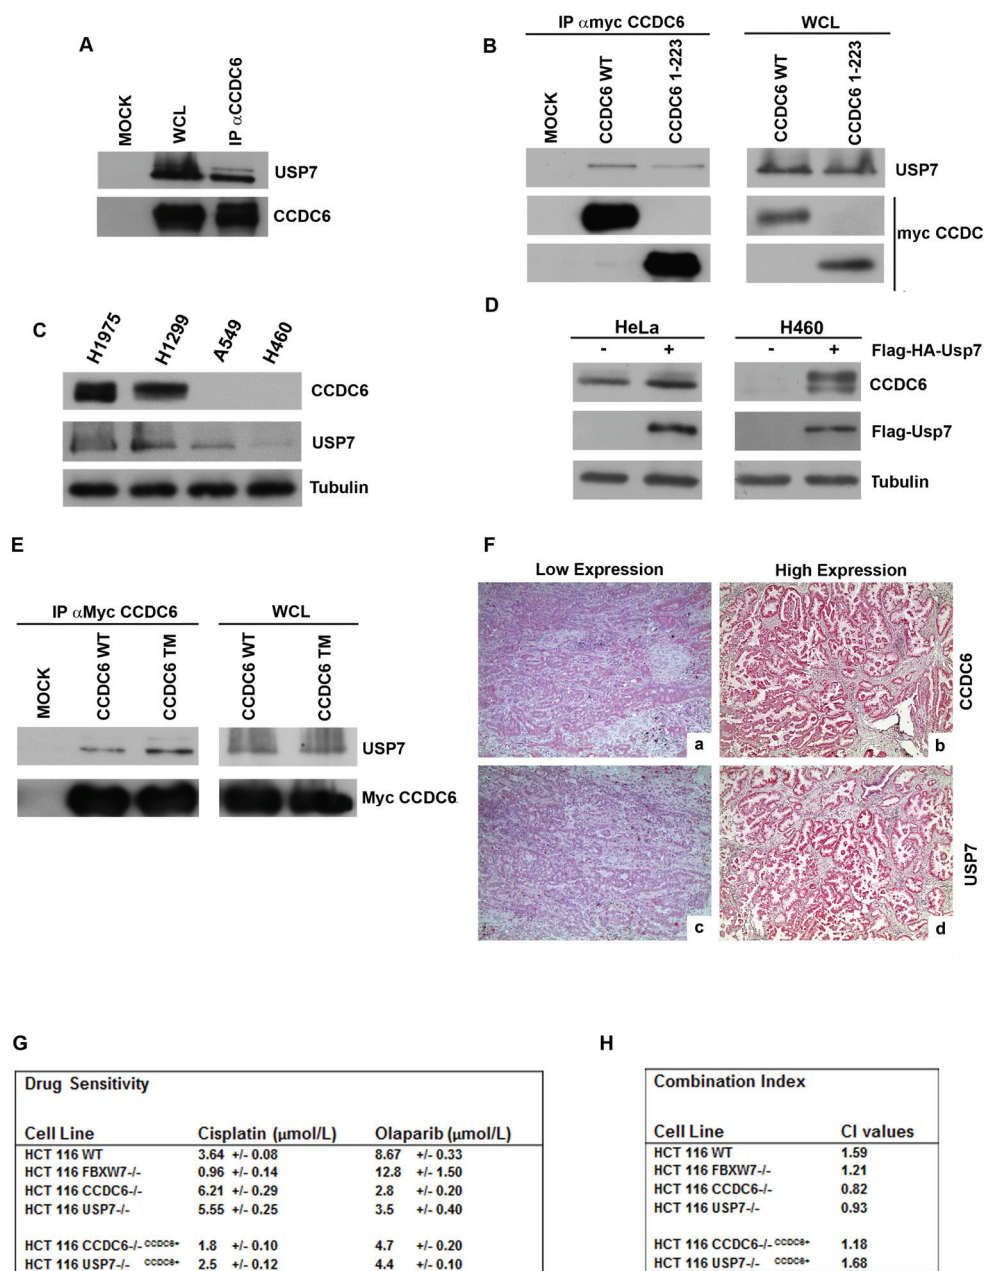 A
MOCK
WCL
IP αCCDC6
USP7
CCDC6
B
IP αmyc CCDC6
WCL
MOCK
CCDC6 WT
CCDC6 1-223
CCDC6 WT
CCDC6 1-223
USP7
myc CCDC
C
H1975
H1299
A549
H460
CCDC6
USP7
Tubulin
D
HeLa
H460
- + - + Flag-HA-Usp7
CCDC6
Flag-Usp7
Tubulin
E
IP αMyc CCDC6
WCL
MOCK
CCDC6 WT
CCDC6 TM
CCDC6 WT
CCDC6 TM
USP7
Myc CCDC6
F
Low Expression
High Expression
CCDC6
a
b
USP7
c
d
G
Drug Sensitivity
Cell Line Cisplatin (µmol/L) Olaparib (µmol/L)
HCT 116 WT 3.64 +/- 0.08 8.67 +/- 0.33
HCT 116 FBXW7-/- 0.96 +/- 0.14 12.8 +/- 1.50
HCT 116 CCDC6-/- 6.21 +/- 0.29 2.8 +/- 0.20
HCT 116 USP7-/- 5.55 +/- 0.25 3.5 +/- 0.40
HCT 116 CCDC6-/- CCDC6+ 1.8 +/- 0.10 4.7 +/- 0.20
HCT 116 USP7-/- CCDC6+ 2.5 +/- 0.12 4.4 +/- 0.10
H
Combination Index
Cell Line CI values
HCT 116 WT 1.59
HCT 116 FBXW7-/- 1.21
HCT 116 CCDC6-/- 0.82
HCT 116 USP7-/- 0.93
HCT 116 CCDC6-/- CCDC6+ 1.18
HCT 116 USP7-/- CCDC6+ 1.68